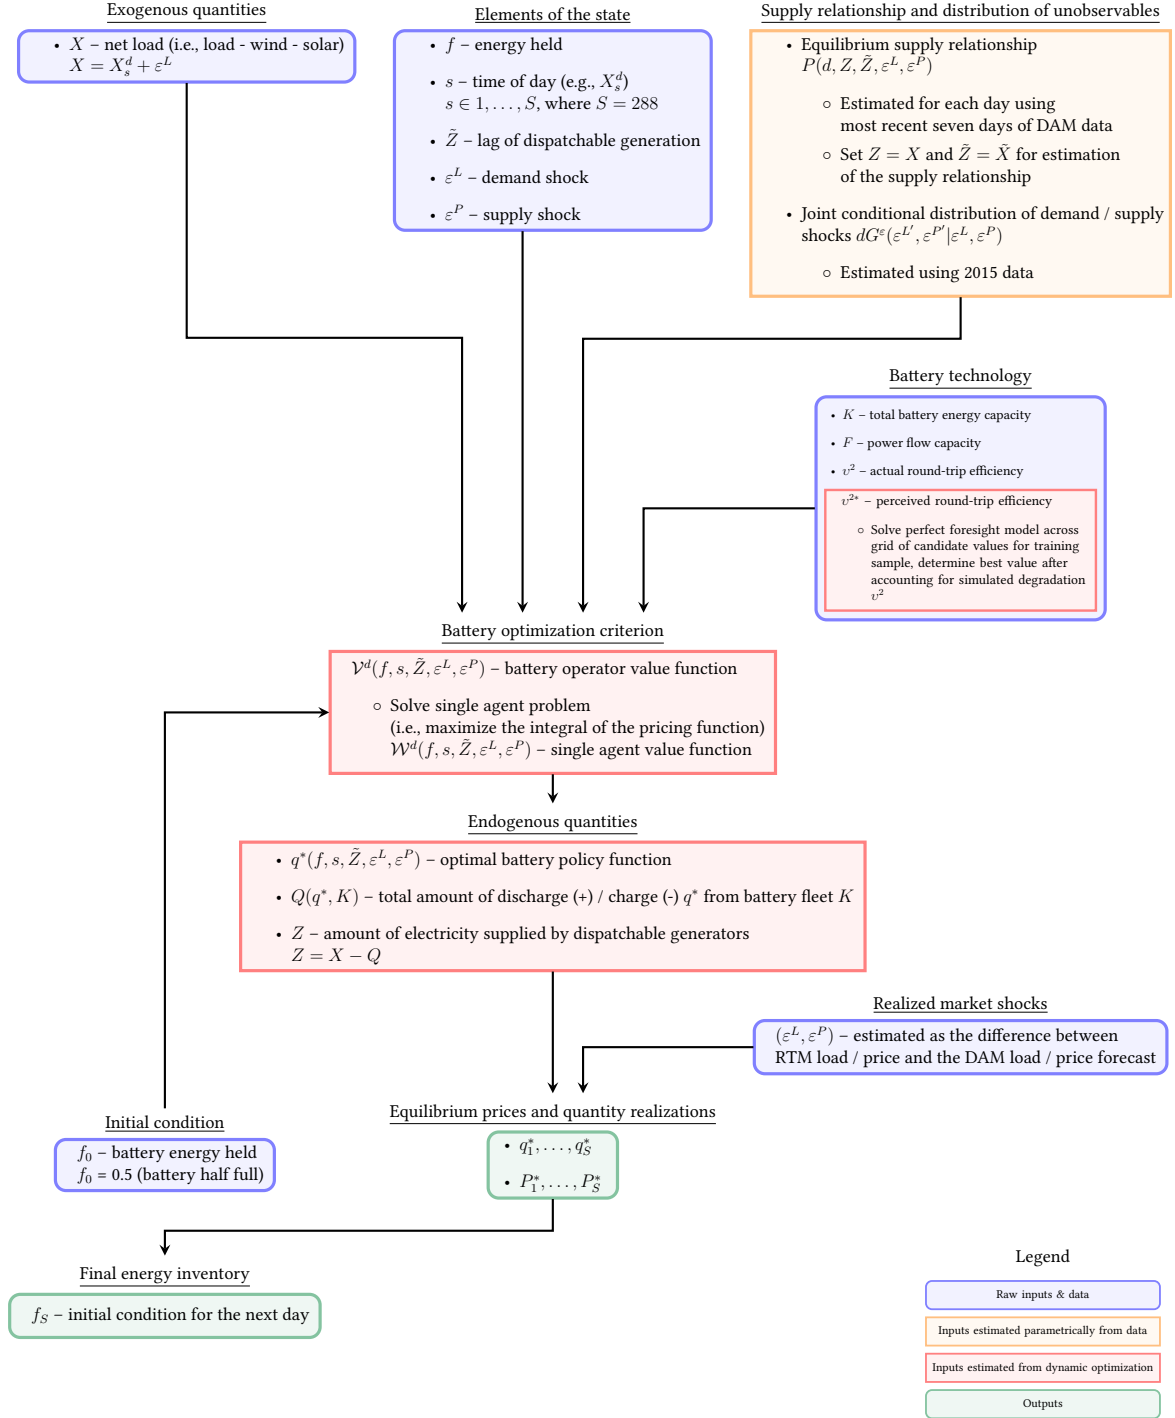 Exogenous quantities
• X – net load (i.e., load - wind - solar)
X = X_s^d + ε^L
Elements of the state
• f – energy held
• s – time of day (e.g., X_s^d)
s ∈ 1, . . . , S, where S = 288
• Z̃ – lag of dispatchable generation
• ε^L – demand shock
• ε^P – supply shock
Supply relationship and distribution of unobservables
• Equilibrium supply relationship
P(d, Z, Z̃, ε^L, ε^P)
○ Estimated for each day using
most recent seven days of DAM data
○ Set Z = X and Z̃ = X̃ for estimation
of the supply relationship
• Joint conditional distribution of demand / supply
shocks dG^ε(ε^L′, ε^P′|ε^L, ε^P)
○ Estimated using 2015 data
Battery technology
• K – total battery energy capacity
• F – power flow capacity
• υ² – actual round-trip efficiency
υ²* – perceived round-trip efficiency
○ Solve perfect foresight model across
grid of candidate values for training
sample, determine best value after
accounting for simulated degradation
υ²
Battery optimization criterion
𝒱^d(f, s, Z̃, ε^L, ε^P) – battery operator value function
○ Solve single agent problem
(i.e., maximize the integral of the pricing function)
𝒲^d(f, s, Z̃, ε^L, ε^P) – single agent value function
Endogenous quantities
• q*(f, s, Z̃, ε^L, ε^P) – optimal battery policy function
• Q(q*, K) – total amount of discharge (+) / charge (-) q* from battery fleet K
• Z – amount of electricity supplied by dispatchable generators
Z = X − Q
Realized market shocks
(ε^L, ε^P) – estimated as the difference between
RTM load / price and the DAM load / price forecast
Initial condition
f_0 – battery energy held
f_0 = 0.5 (battery half full)
Equilibrium prices and quantity realizations
• q_1^*, . . . , q_S^*
• P_1^*, . . . , P_S^*
Final energy inventory
f_S – initial condition for the next day
Legend
Raw inputs & data
Inputs estimated parametrically from data
Inputs estimated from dynamic optimization
Outputs